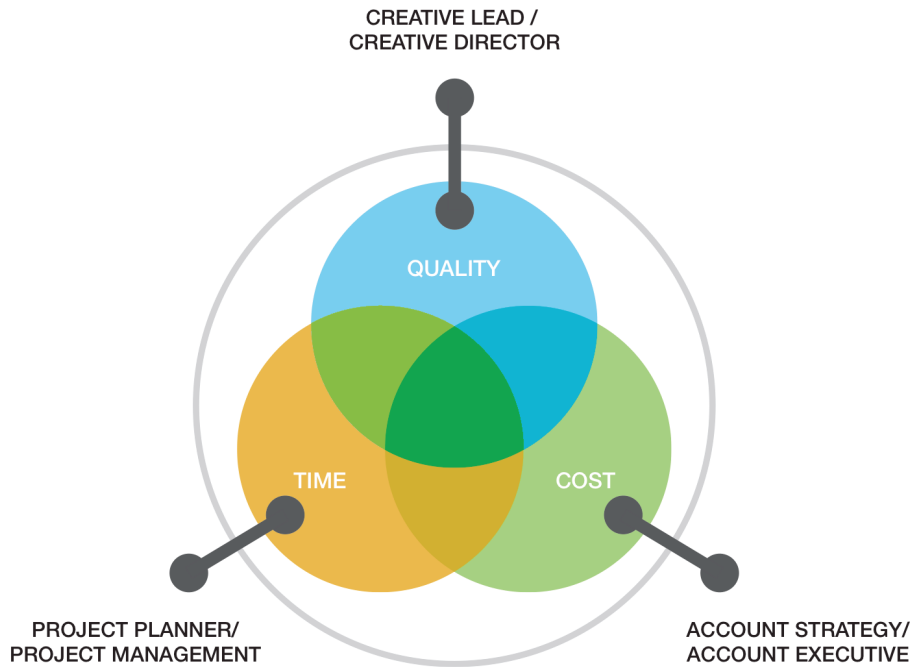 CREATIVE LEAD /
CREATIVE DIRECTOR
QUALITY
TIME
COST
PROJECT PLANNER/
PROJECT MANAGEMENT
ACCOUNT STRATEGY/
ACCOUNT EXECUTIVE